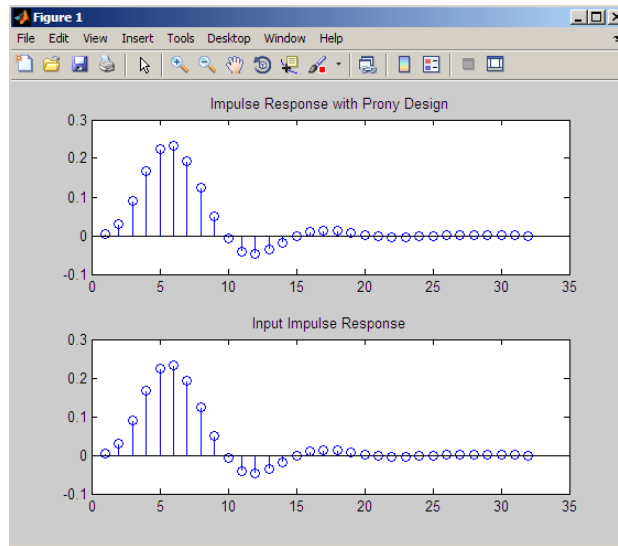 Figure 1
File Edit View Insert Tools Desktop Window Help
Impulse Response with Prony Design
0.3
0.2
0.1
0
-0.1
0 5 10 15 20 25 30 35
Input Impulse Response
0.3
0.2
0.1
0
-0.1
0 5 10 15 20 25 30 35